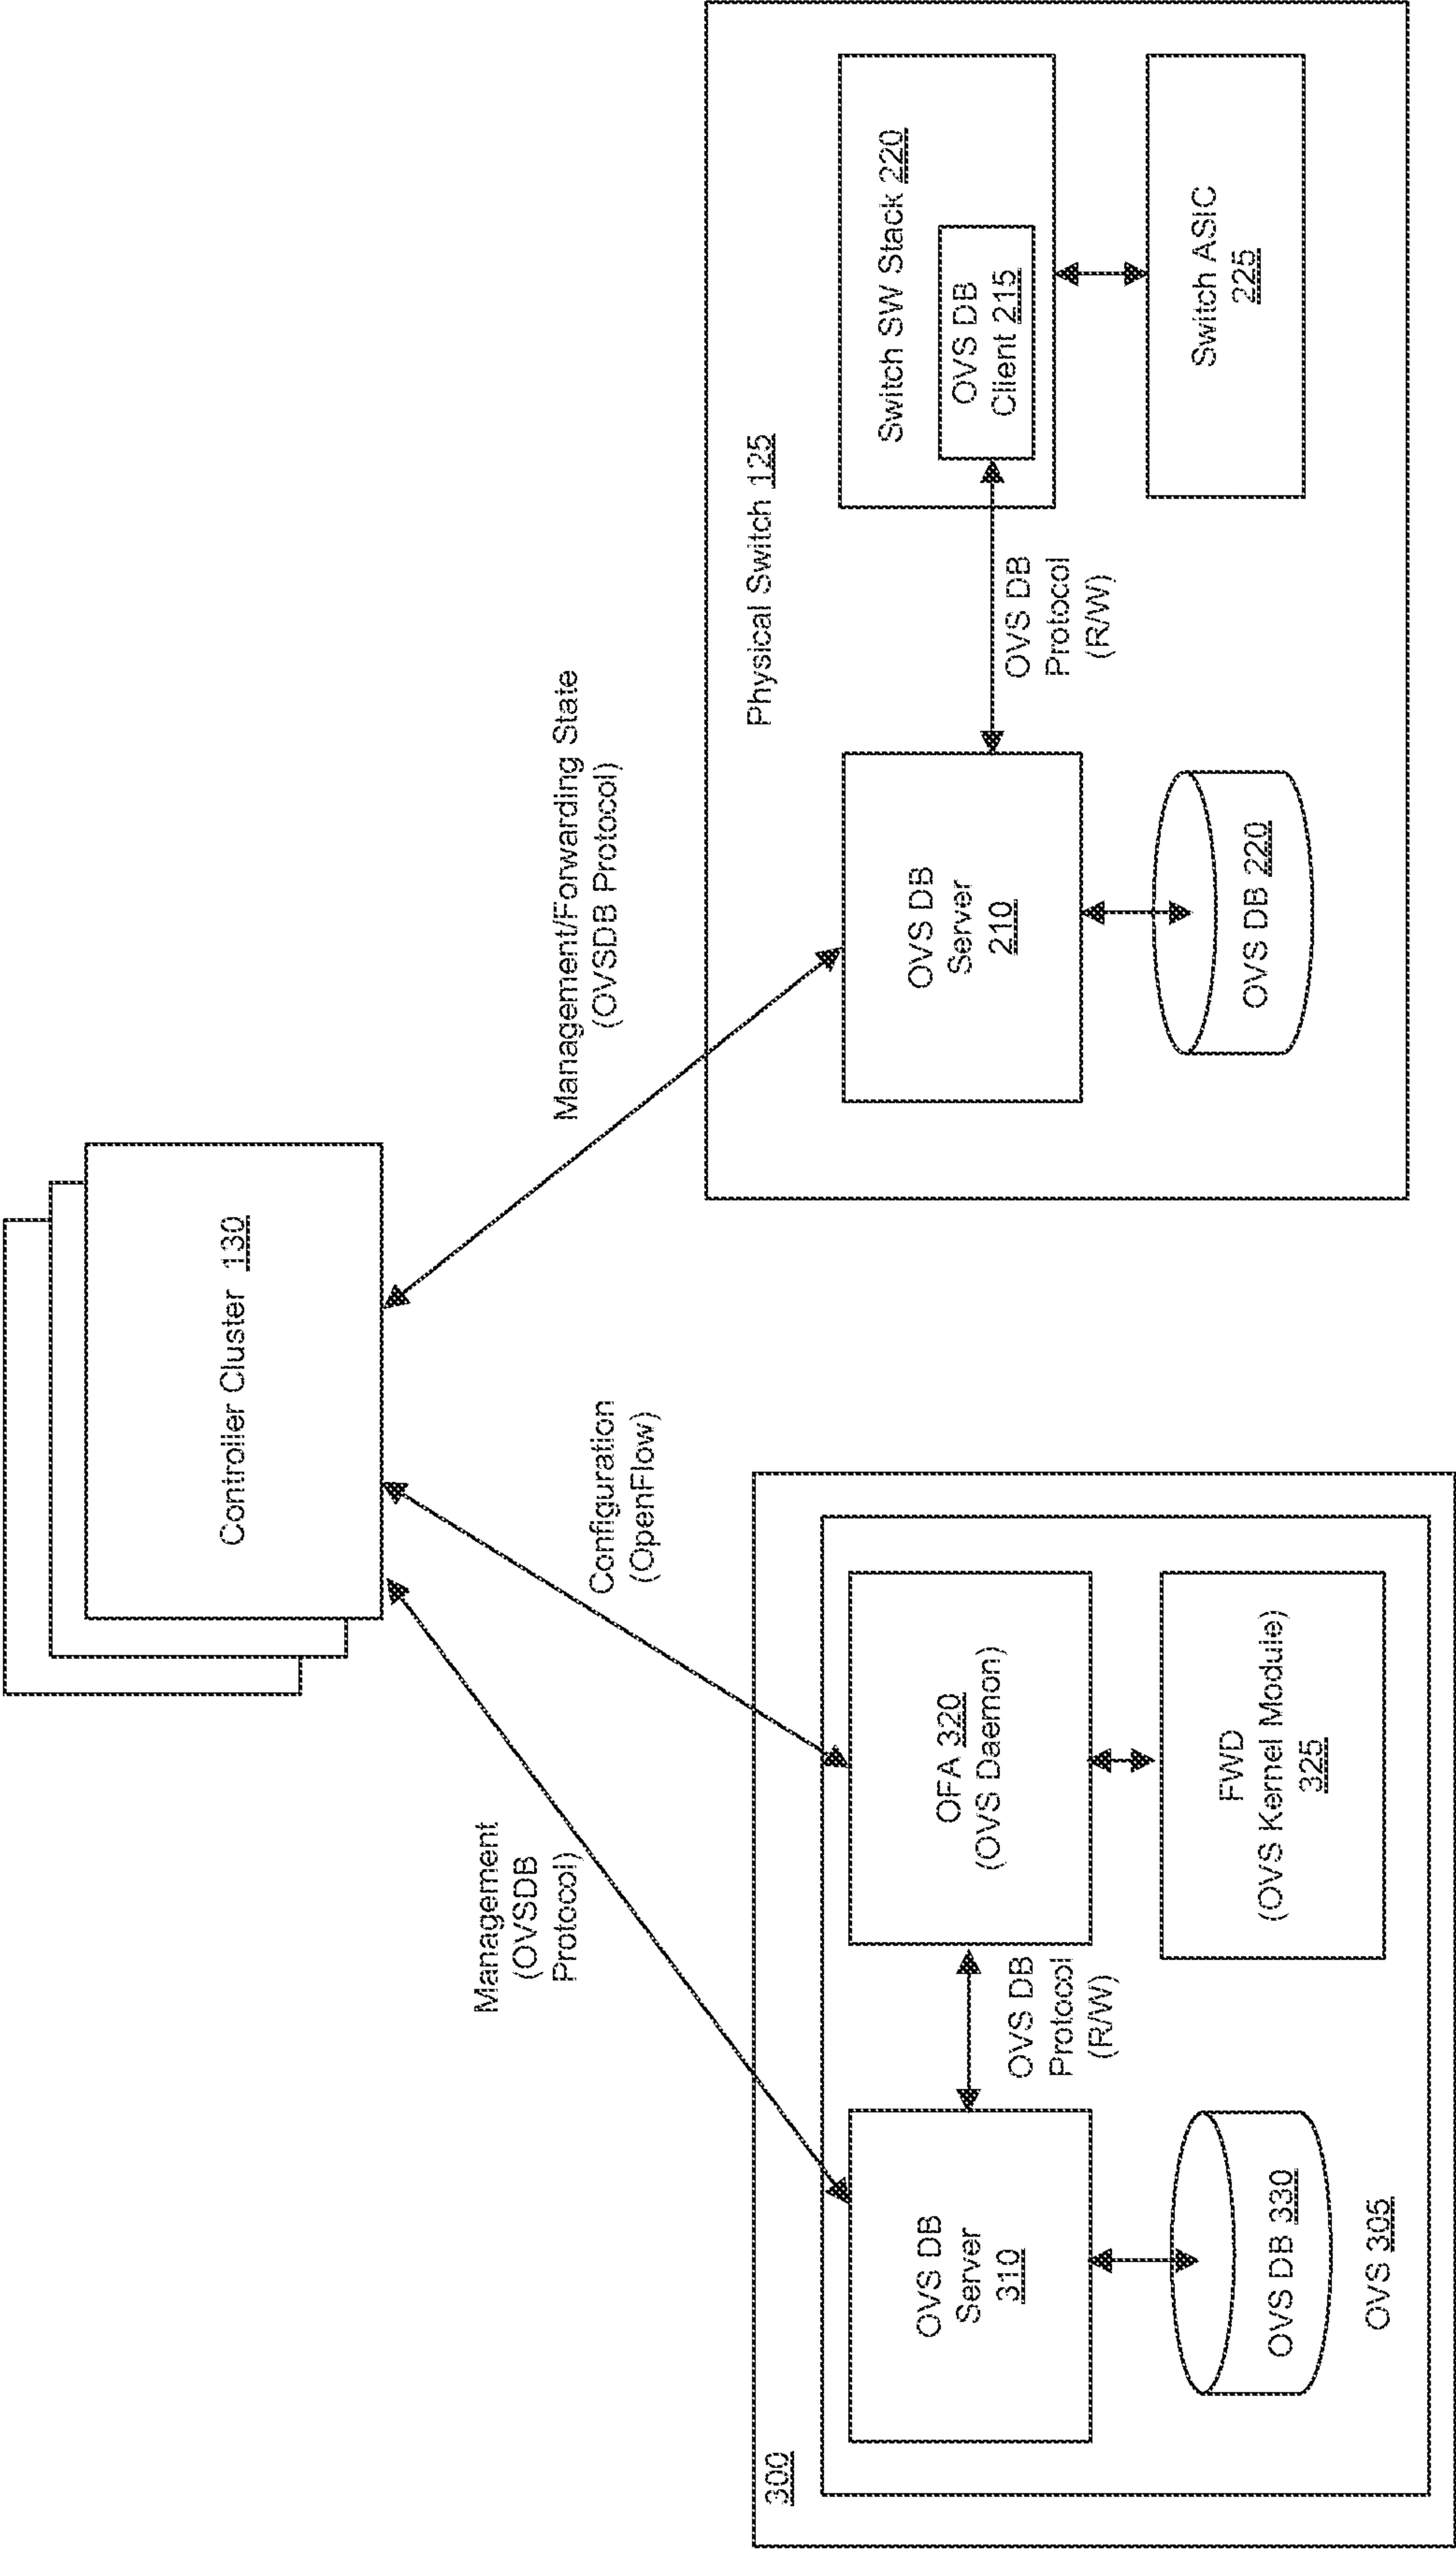 Controller Cluster 130
Management
(OVSDB
Protocol)
Configuration
(OpenFlow)
Management/Forwarding State
(OVSDB Protocol)
300
OVS DB
Server
310
OVS DB
Protocol
(R/W)
OFA 320
(OVS Daemon)
OVS DB 330
FWD
(OVS Kernel Module)
325
OVS 305
Physical Switch 125
OVS DB
Server
210
OVS DB
Protocol
(R/W)
Switch SW Stack 220
OVS DB
Client 215
OVS DB 220
Switch ASIC
225